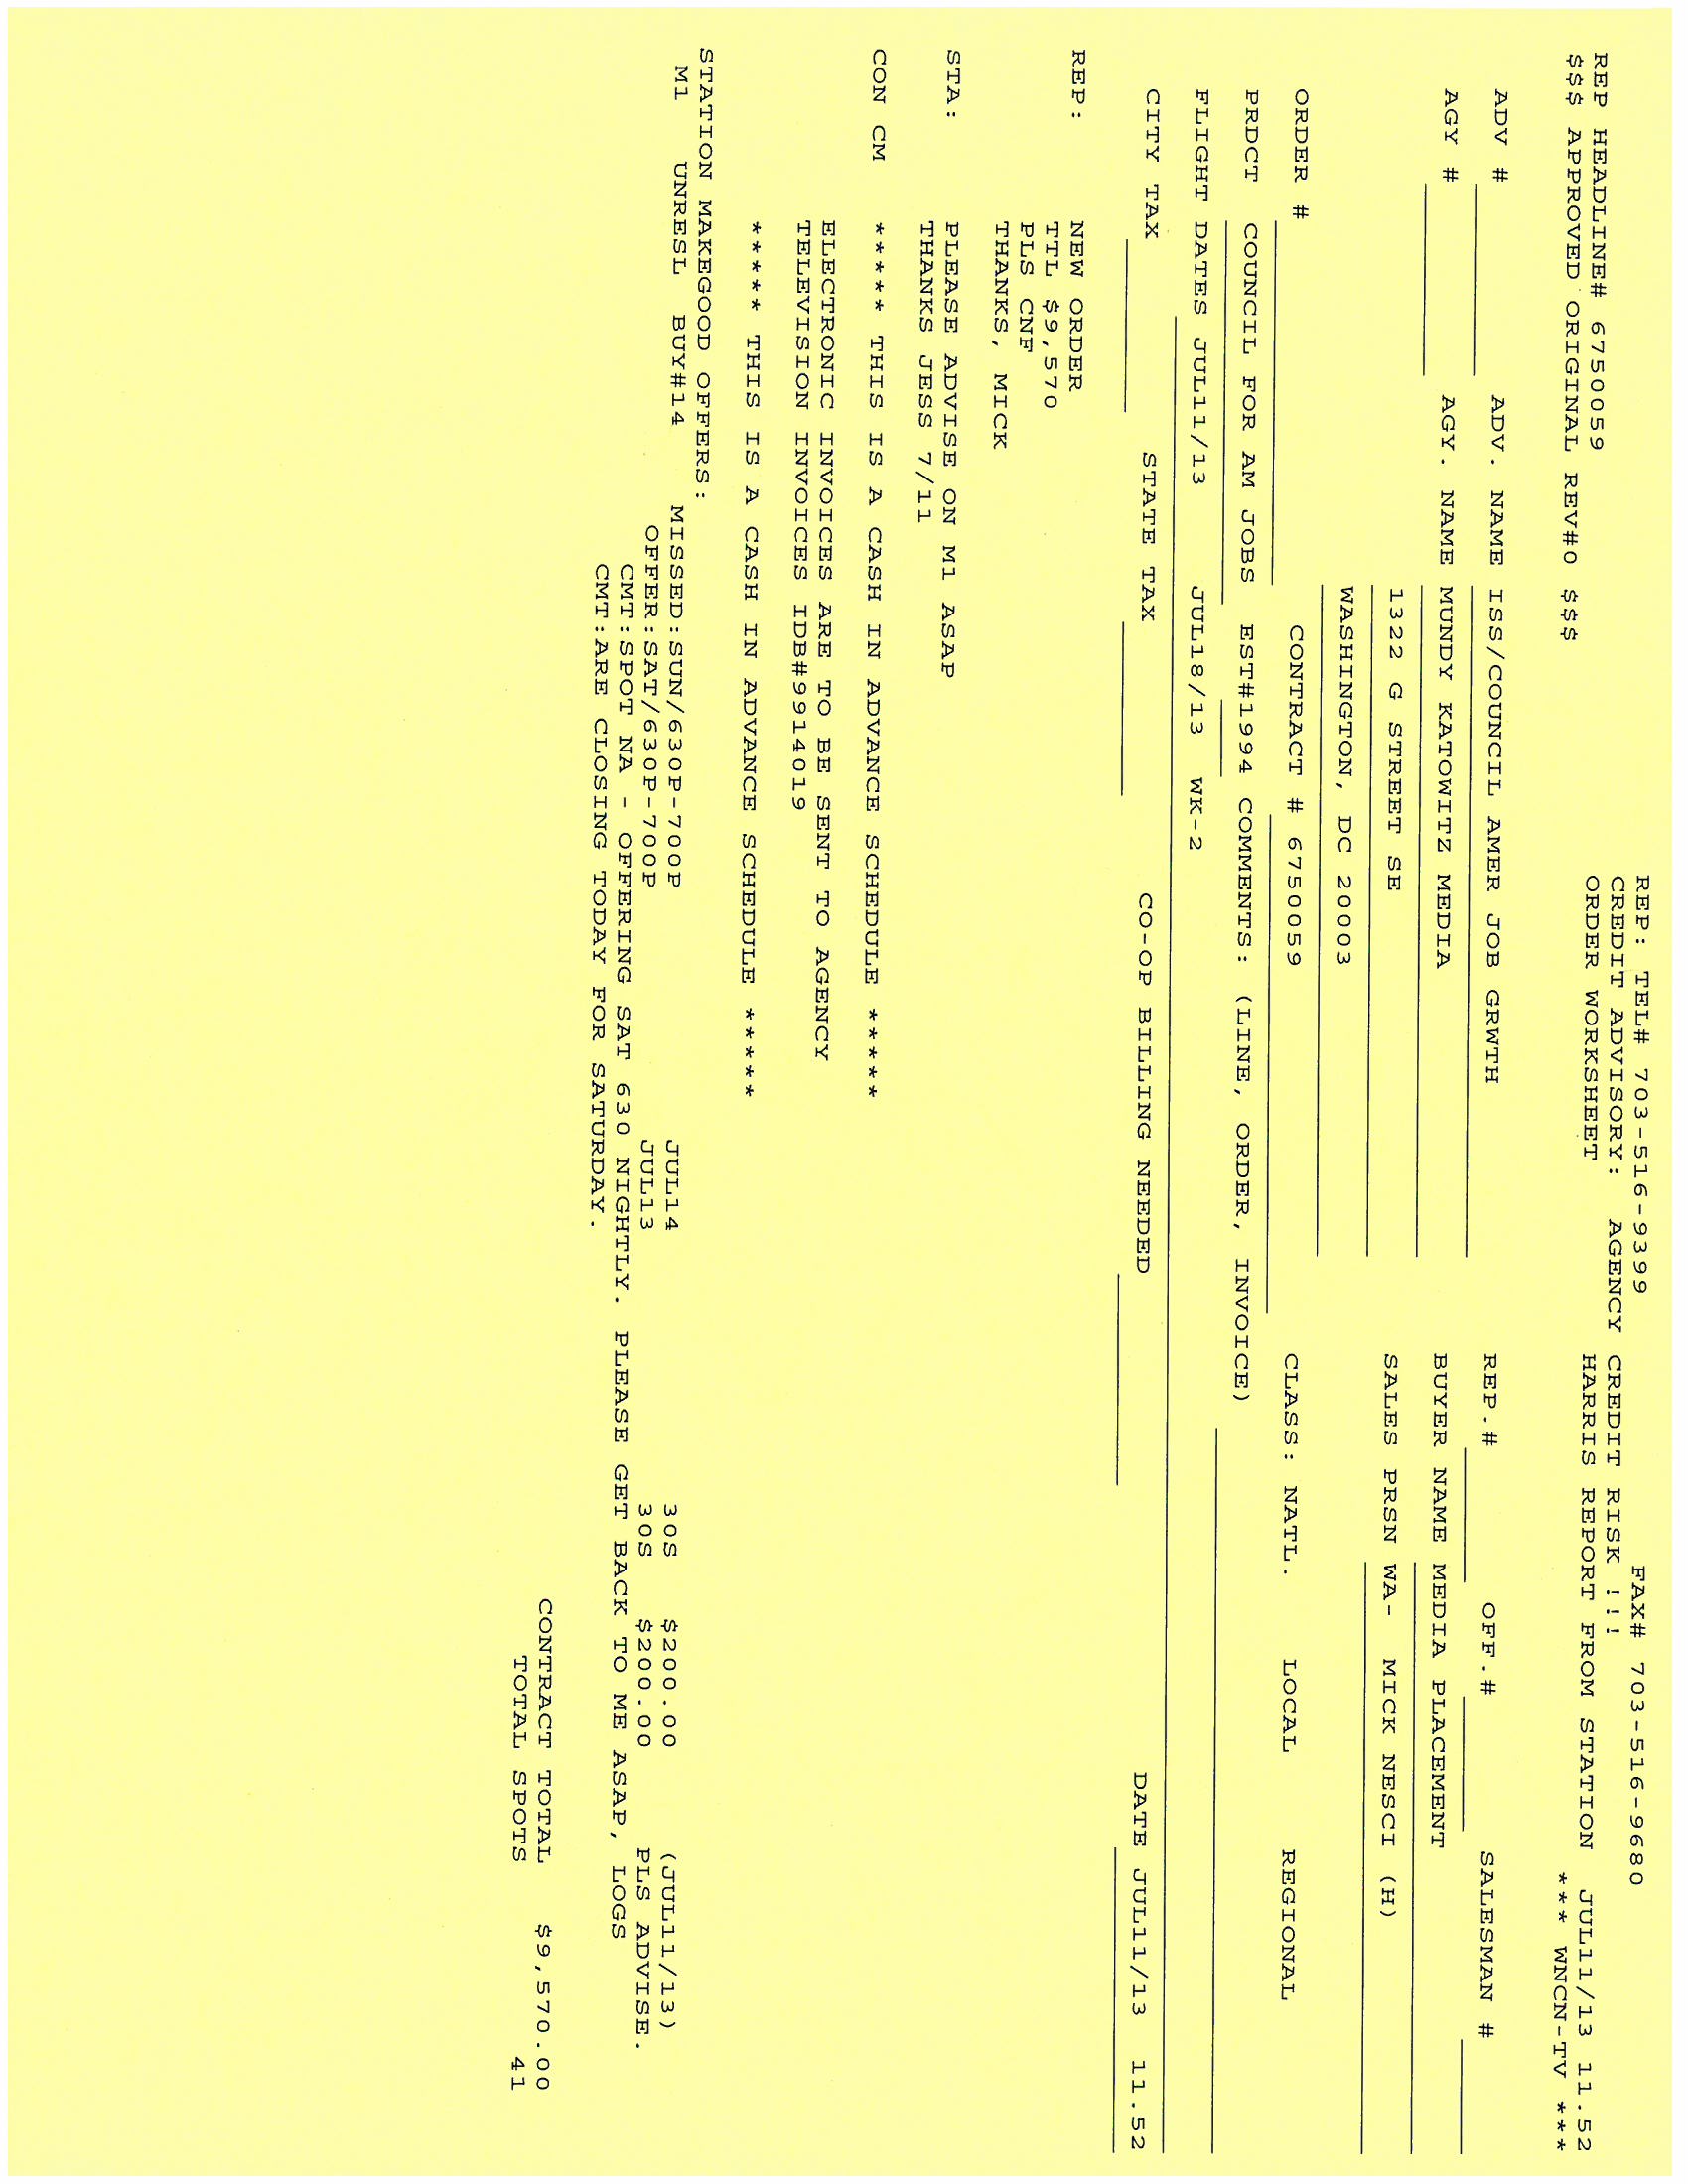 REP: TEL# 703-516-9399 FAX# 703-516-9680
CREDIT ADVISORY: AGENCY CREDIT RISK !!!
REP HEADLINE# 6750059 ORDER WORKSHEET HARRIS REPORT FROM STATION JUL11/13 11.52
$$$ APPROVED ORIGINAL REV#0 $$$ *** WNCN-TV ***
ADV # ADV. NAME ISS/COUNCIL AMER JOB GRWTH REP.# OFF.# SALESMAN #
AGY # AGY. NAME MUNDY KATOWITZ MEDIA BUYER NAME MEDIA PLACEMENT
1322 G STREET SE SALES PRSN WA- MICK NESCI (H)
WASHINGTON, DC 20003
ORDER # CONTRACT # 6750059 CLASS: NATL. LOCAL REGIONAL
PRDCT COUNCIL FOR AM JOBS EST#1994 COMMENTS: (LINE, ORDER, INVOICE)
FLIGHT DATES JUL11/13 JUL18/13 WK-2
CITY TAX STATE TAX CO-OP BILLING NEEDED DATE JUL11/13 11.52
REP: NEW ORDER
TTL $9,570
PLS CNF
THANKS, MICK
STA: PLEASE ADVISE ON M1 ASAP
THANKS JESS 7/11
CON CM ***** THIS IS A CASH IN ADVANCE SCHEDULE *****
ELECTRONIC INVOICES ARE TO BE SENT TO AGENCY
TELEVISION INVOICES IDB#9914019
***** THIS IS A CASH IN ADVANCE SCHEDULE *****
STATION MAKEGOOD OFFERS:
M1 UNRESL BUY#14 MISSED:SUN/630P-700P JUL14 30S $200.00 (JUL11/13)
OFFER:SAT/630P-700P JUL13 30S $200.00 PLS ADVISE.
CMT:SPOT NA - OFFERING SAT 630 NIGHTLY. PLEASE GET BACK TO ME ASAP, LOGS
CMT:ARE CLOSING TODAY FOR SATURDAY.
CONTRACT TOTAL $9,570.00
TOTAL SPOTS 41